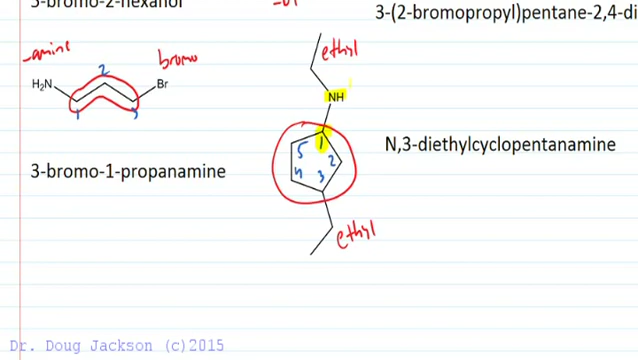 3-bromo-2-hexanol
3-(2-bromopropyl)pentane-2,4-di
-amine
bromo
ethyl
2
H₂N
Br
NH
1
3
1
5
2
4
3
N,3-diethylcyclopentanamine
3-bromo-1-propanamine
ethyl
Dr. Doug Jackson (c)2015